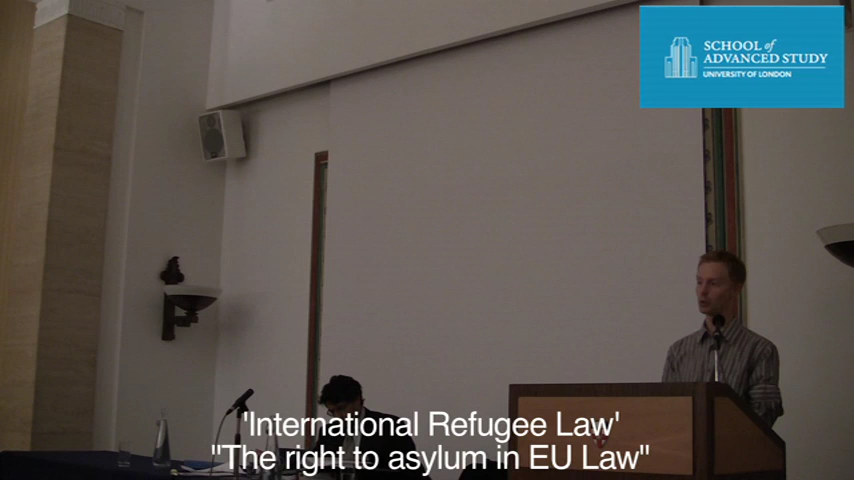 SCHOOL of
ADVANCED STUDY
UNIVERSITY OF LONDON
'International Refugee Law'
"The right to asylum in EU Law"